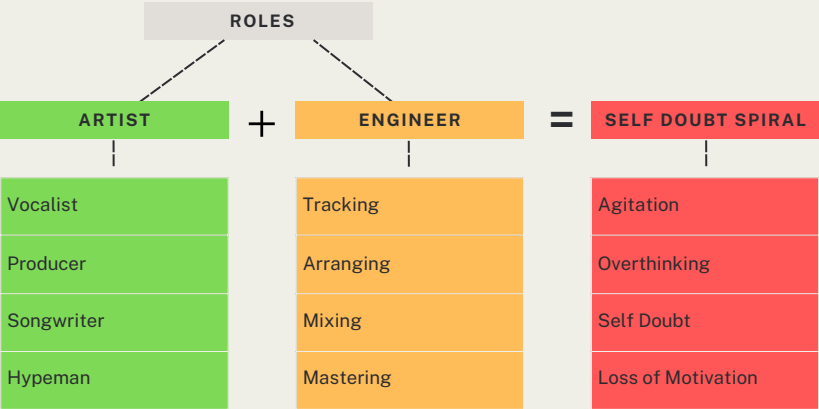 ROLES
ARTIST + ENGINEER = SELF DOUBT SPIRAL
Vocalist
Producer
Songwriter
Hypeman
Tracking
Arranging
Mixing
Mastering
Agitation
Overthinking
Self Doubt
Loss of Motivation